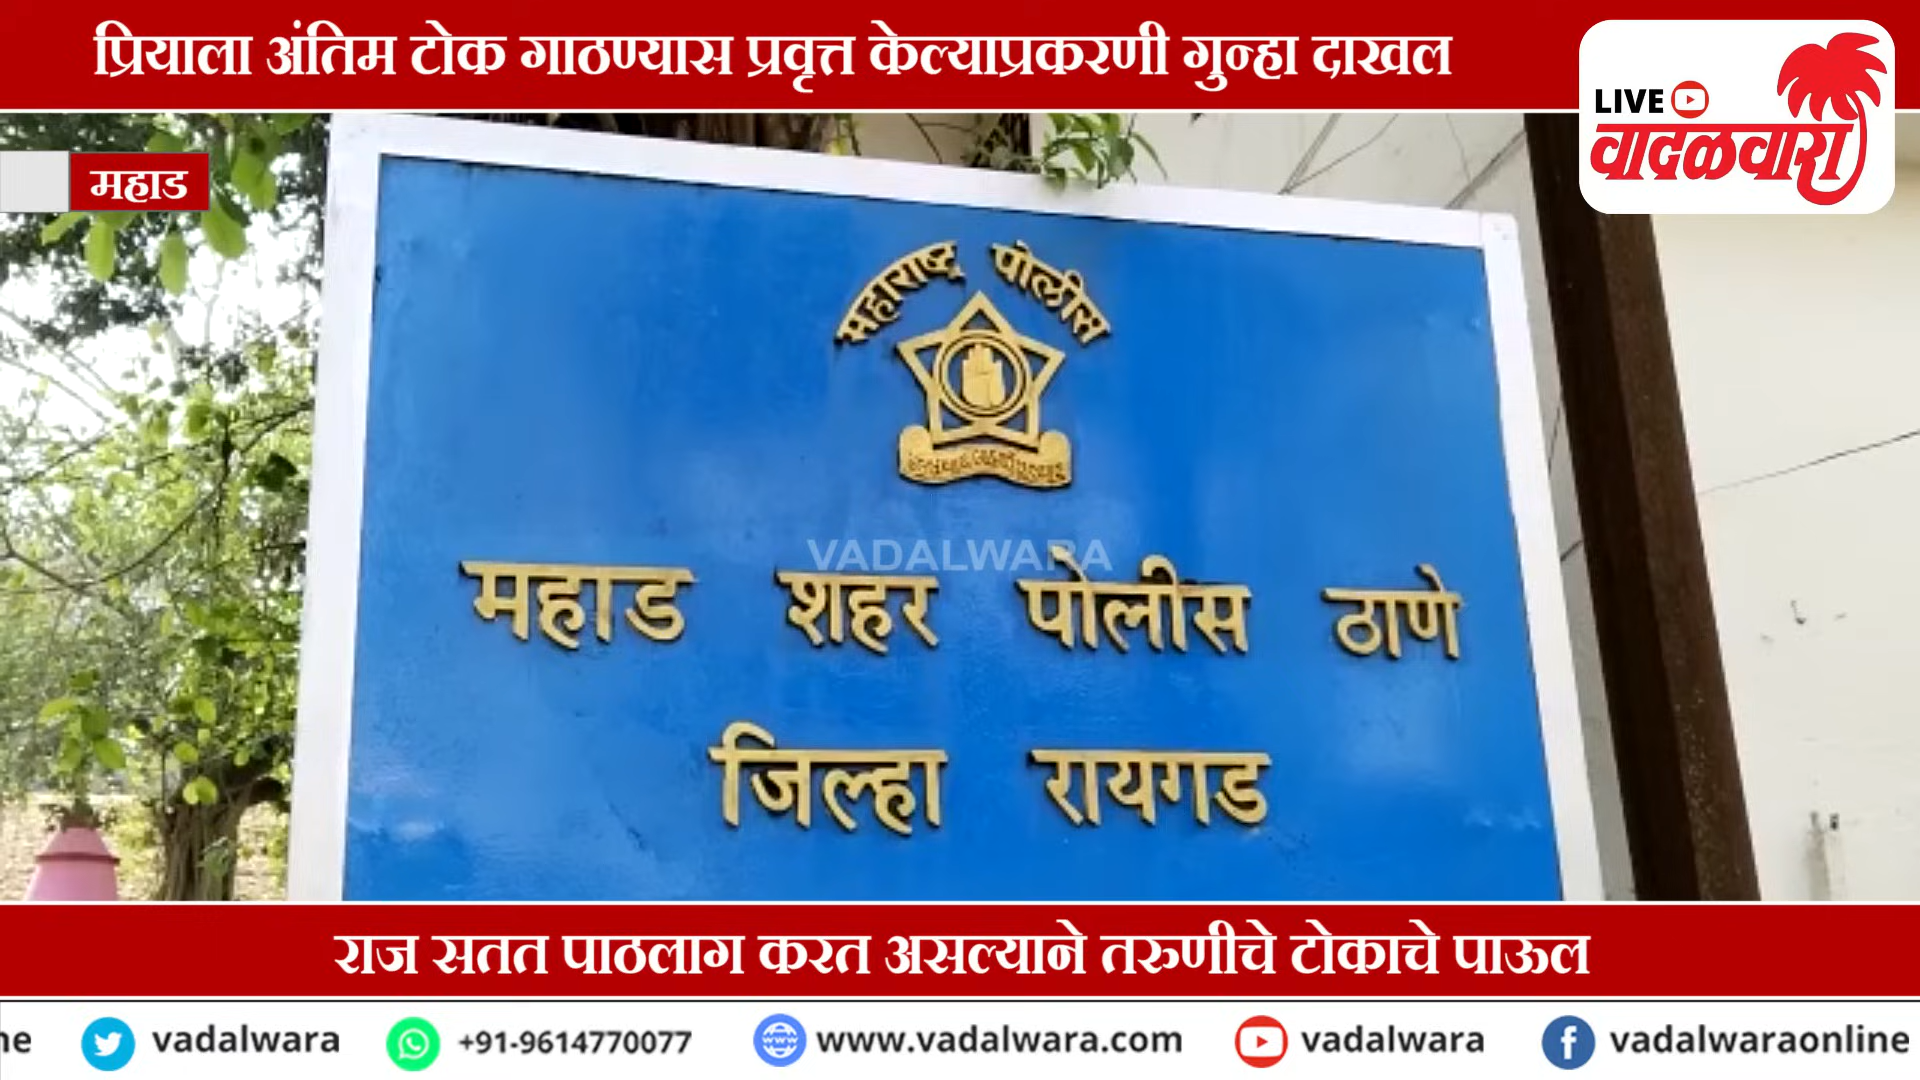 प्रियाला अंतिम टोक गाठण्यास प्रवृत्त केल्याप्रकरणी गुन्हा दाखल
LIVE
वादळवारा
महाड
महाराष्ट्र पोलीस
VADALWARA
महाड शहर पोलीस ठाणे
जिल्हा रायगड
राज सतत पाठलाग करत असल्याने तरुणीचे टोकाचे पाऊल
ne vadalwara +91-9614770077 www.vadalwara.com vadalwara vadalwaraonline